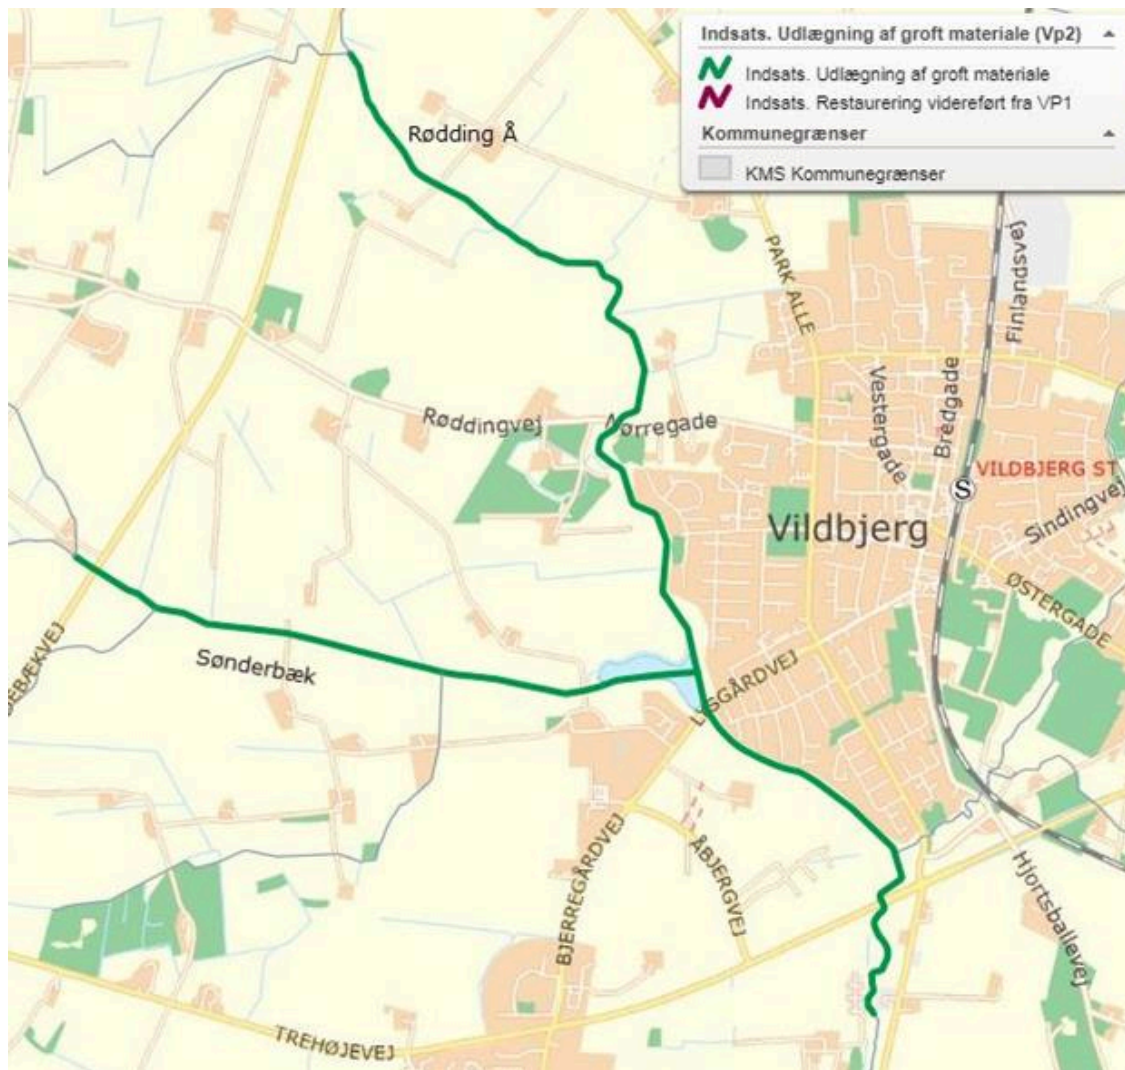 Indsats. Udlægning af groft materiale (Vp2)
Indsats. Udlægning af groft materiale
Indsats. Restaurering videreført fra VP1
Kommunegrænser
KMS Kommunegrænser
Rødding Å
PARK ALLE
Finlandsvej
Vestergade
Bredgade
Røddingvej
Nørregade
VILDBJERG ST
S
Sindingvej
Vildbjerg
ØSTERGADE
Sønderbæk
LYSGÅRDVEJ
BJERREGÅRDVEJ
ÅBJERGVEJ
Hjortsballevej
TREHØJEVEJ